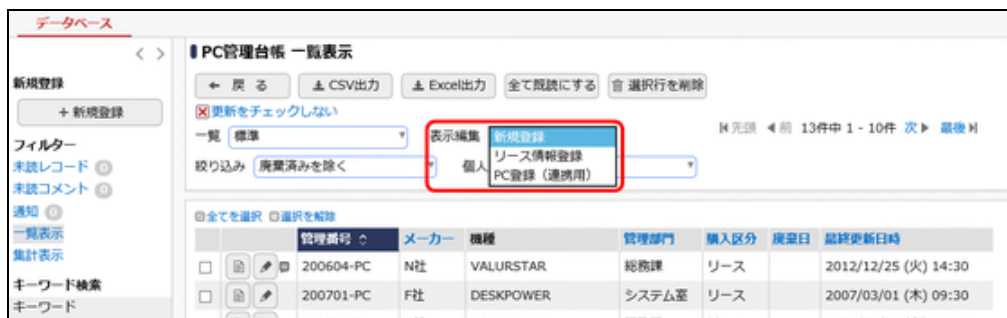 データベース
< >
新規登録
+ 新規登録
フィルター
未読レコード 0
未読コメント 0
通知 0
一覧表示
集計表示
キーワード検索
キーワード
PC管理台帳 一覧表示
← 戻 る CSV出力 Excel出力 全て既読にする 選択行を削除
更新をチェックしない
一覧 標準 表示編集 新規登録
リース情報登録
PC登録（連携用）
先頭 前 13件中 1 - 10件 次 最後
絞り込み 廃棄済みを除く 個人
全てを選択 選択を解除
管理番号 メーカー 機種 管理部門 購入区分 廃棄日 最終更新日時
200604-PC N社 VALURSTAR 総務課 リース 2012/12/25 (火) 14:30
200701-PC F社 DESKPOWER システム室 リース 2007/03/01 (木) 09:30